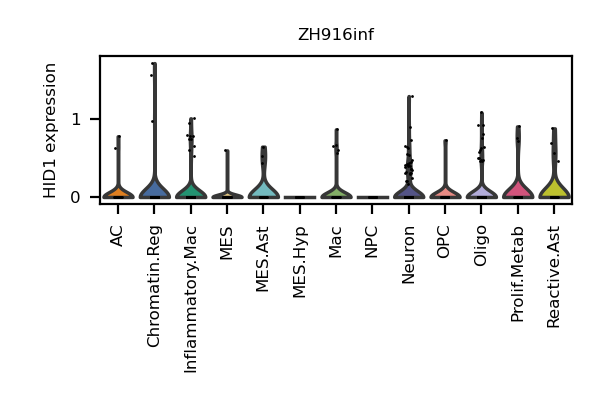 ZH916inf
HID1 expression
1
0
AC
Chromatin.Reg
Inflammatory.Mac
MES
MES.Ast
MES.Hyp
Mac
NPC
Neuron
OPC
Oligo
Prolif.Metab
Reactive.Ast